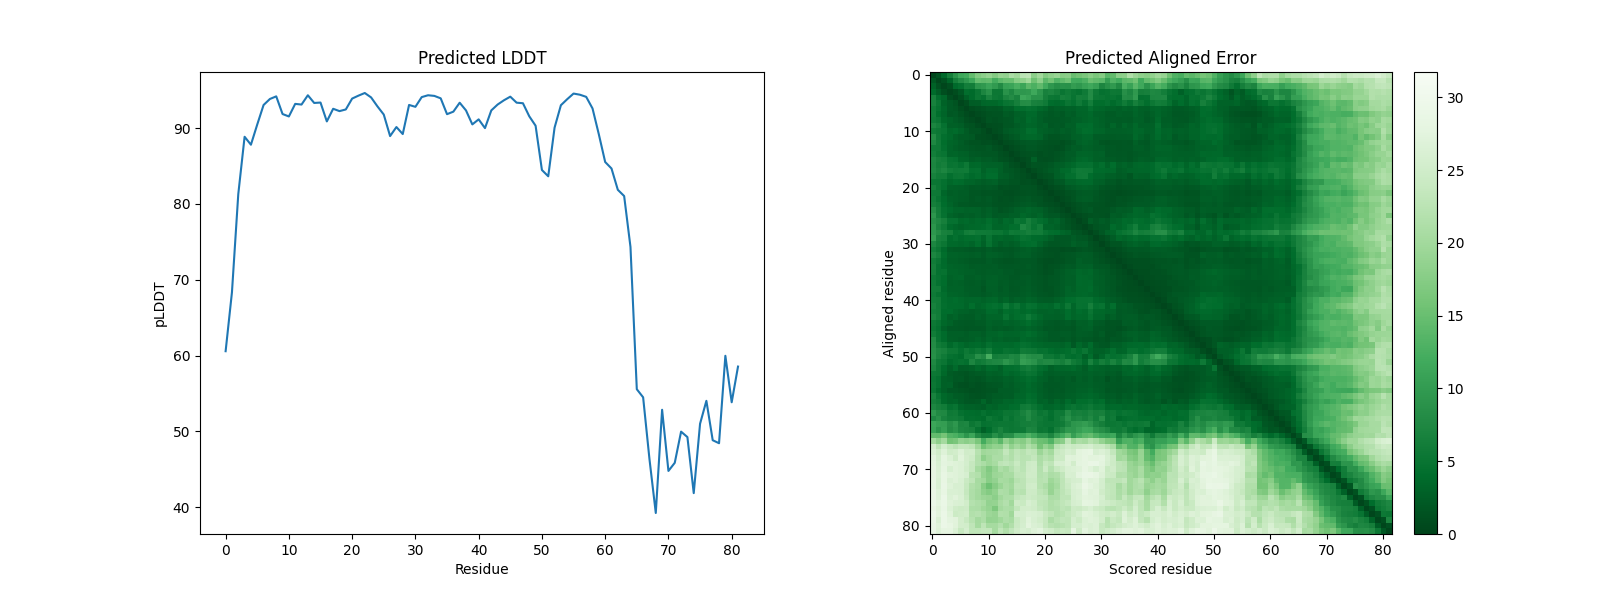 Predicted LDDT
pLDDT
90
80
70
60
50
40
0 10 20 30 40 50 60 70 80
Residue
Predicted Aligned Error
Aligned residue
0
10
20
30
40
50
60
70
80
0 10 20 30 40 50 60 70 80
Scored residue
30
25
20
15
10
5
0